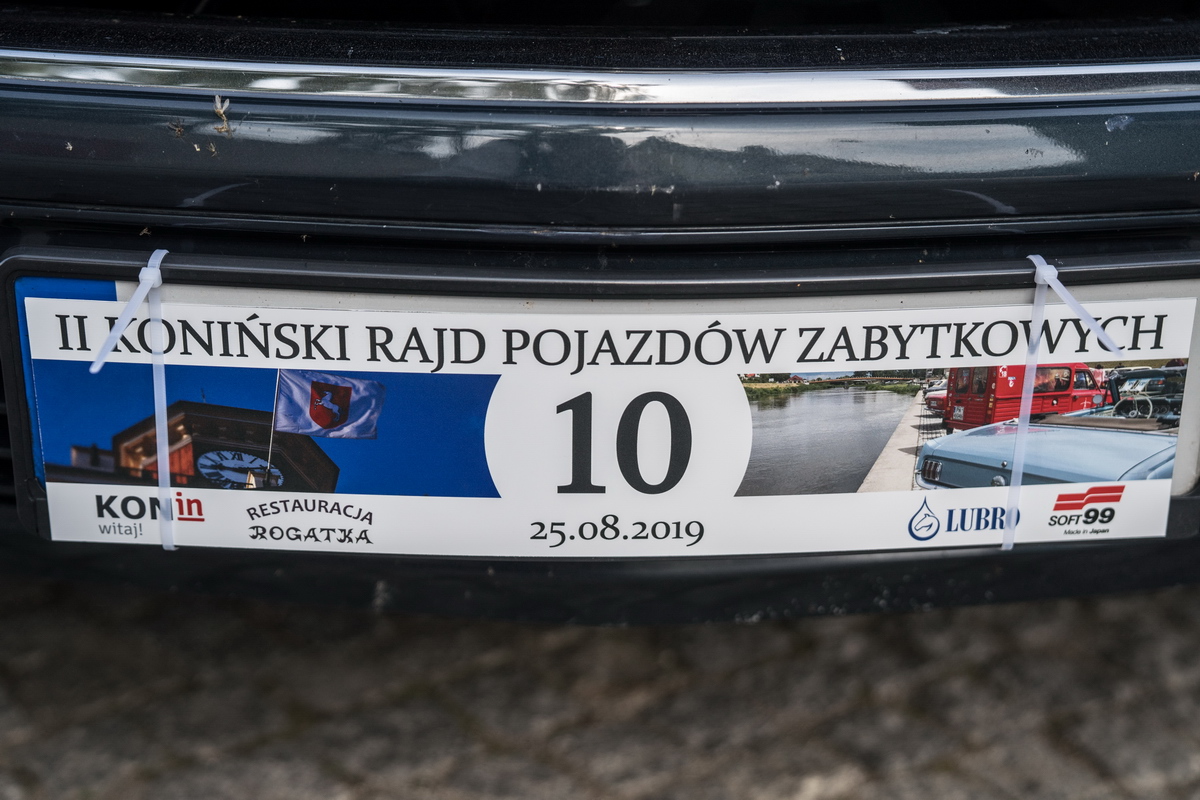 II KONIŃSKI RAJD POJAZDÓW ZABYTKOWYCH
10
25.08.2019
KONin
witaj!
RESTAURACJA
ROGATKA
LUBRO
SOFT99
Made in Japan